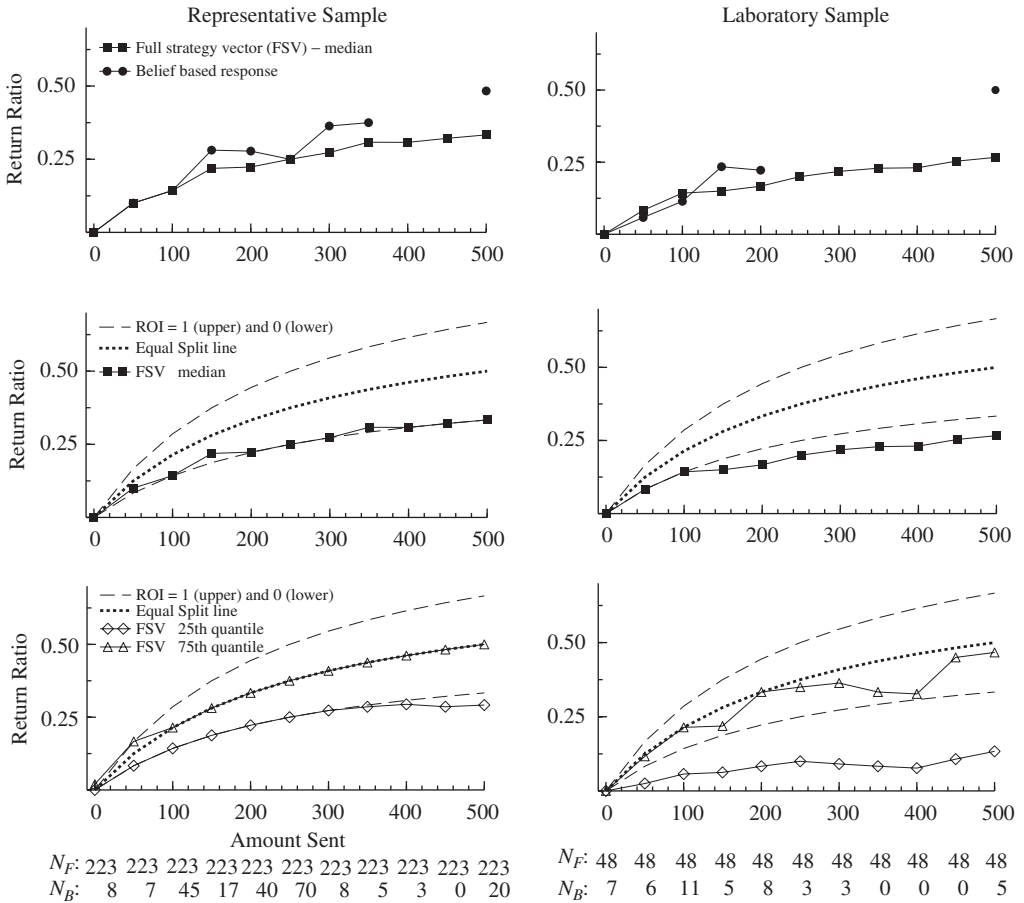 Representative Sample
Laboratory Sample
Return Ratio
0.50
0.25
Full strategy vector (FSV) – median
Belief based response
0 100 200 300 400 500
0.50
0.25
0 100 200 300 400 500
Return Ratio
0.50
0.25
ROI = 1 (upper) and 0 (lower)
Equal Split line
FSV median
0 100 200 300 400 500
0.50
0.25
0 100 200 300 400 500
Return Ratio
0.50
0.25
ROI = 1 (upper) and 0 (lower)
Equal Split line
FSV 25th quantile
FSV 75th quantile
0 100 200 300 400 500
Amount Sent
0.50
0.25
0 100 200 300 400 500
N_F: 223 223 223 223 223 223 223 223 223 223 223
N_B: 8 7 45 17 40 70 8 5 3 0 20
N_F: 48 48 48 48 48 48 48 48 48 48 48
N_B: 7 6 11 5 8 3 3 0 0 0 5